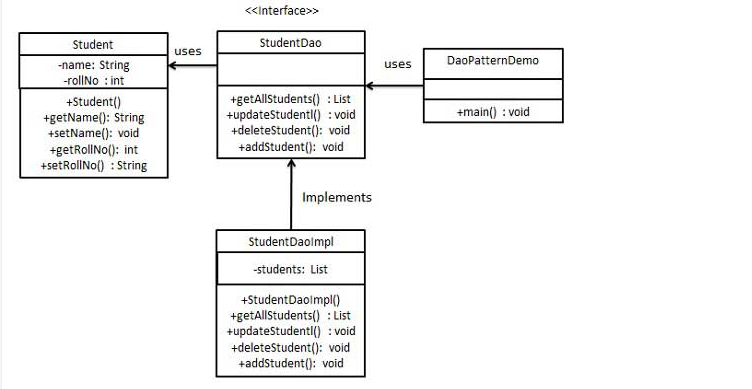 <<Interface>>
Student
-name: String
-rollNo : int
+Student()
+getName(): String
+setName(): void
+getRollNo(): int
+setRollNo() : String
uses
StudentDao
+getAllStudents() : List
+updateStudentl() : void
+deleteStudent(): void
+addStudent(): void
uses
DaoPatternDemo
+main() : void
Implements
StudentDaoImpl
-students: List
+StudentDaoImpl()
+getAllStudents() : List
+updateStudentl() : void
+deleteStudent(): void
+addStudent(): void